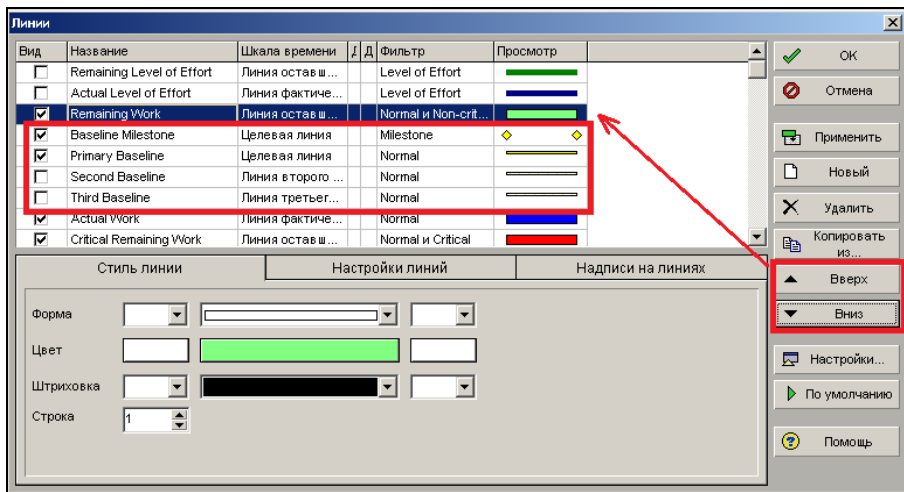 Линии
Вид Название Шкала времени Д Д Фильтр Просмотр
Remaining Level of Effort Линия оставш... Level of Effort
Actual Level of Effort Линия фактиче... Level of Effort
Remaining Work Линия оставш... Normal и Non-crit...
Baseline Milestone Целевая линия Milestone
Primary Baseline Целевая линия Normal
Second Baseline Линия второго ... Normal
Third Baseline Линия третьег... Normal
Actual Work Линия фактиче... Normal
Critical Remaining Work Линия оставш... Normal и Critical
OK
Отмена
Применить
Новый
Удалить
Копировать
из...
Вверх
Вниз
Настройки...
По умолчанию
Помощь
Стиль линии Настройки линий Надписи на линиях
Форма
Цвет
Штриховка
Строка 1